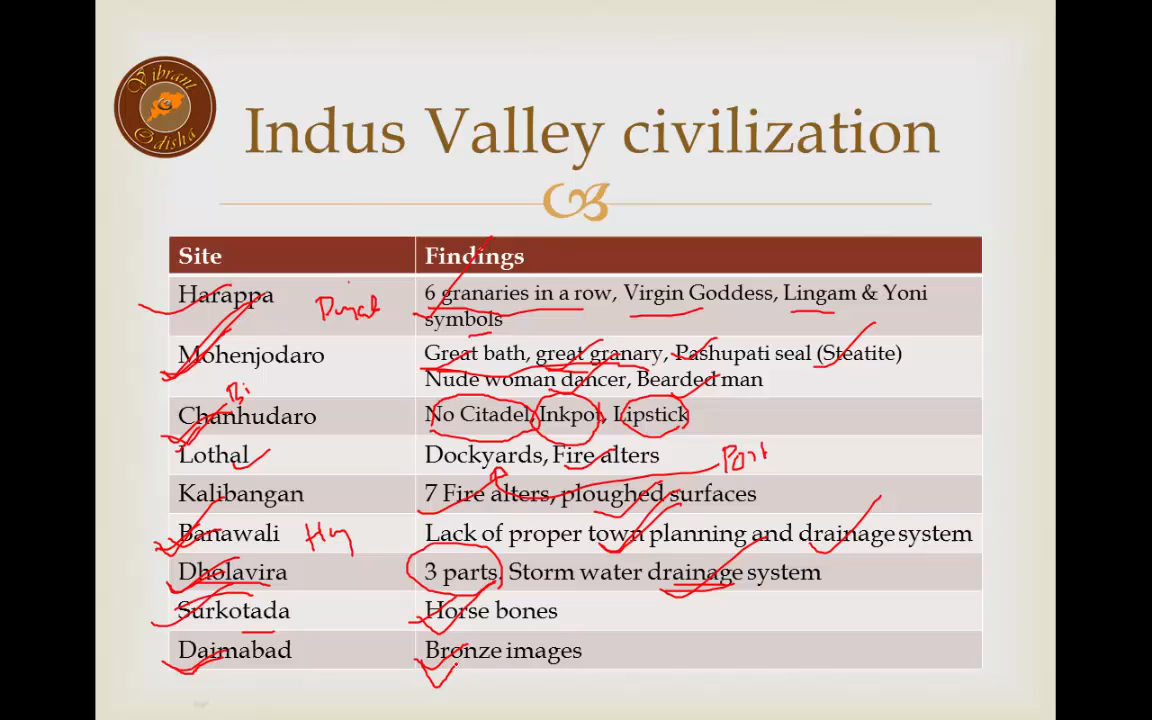 Vibrant
Odisha
Indus Valley civilization
Site Findings
Harappa 6 granaries in a row, Virgin Goddess, Lingam & Yoni
symbols
Mohenjodaro Great bath, great granary, Pashupati seal (Steatite)
Nude woman dancer, Bearded man
Chanhudaro No Citadel, Inkpot, Lipstick
Lothal Dockyards, Fire alters
Port
Kalibangan 7 Fire alters, ploughed surfaces
Banawali Lack of proper town planning and drainage system
Dholavira 3 parts, Storm water drainage system
Surkotada Horse bones
Daimabad Bronze images